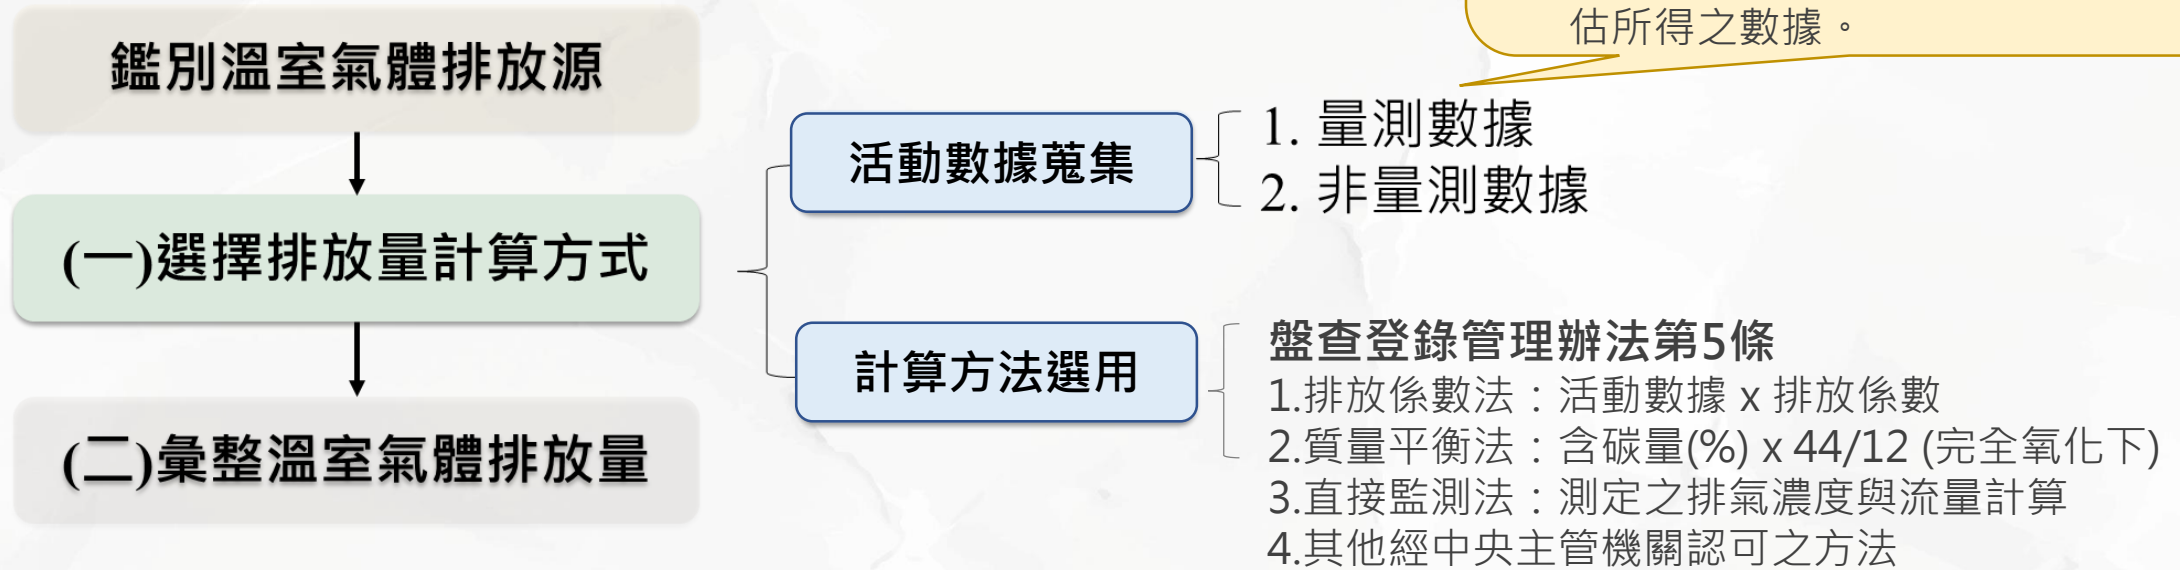 估所得之數據。
鑑別溫室氣體排放源
(一)選擇排放量計算方式
(二)彙整溫室氣體排放量
活動數據蒐集
1. 量測數據
2. 非量測數據
計算方法選用
盤查登錄管理辦法第5條
1.排放係數法：活動數據 x 排放係數
2.質量平衡法：含碳量(%) x 44/12 (完全氧化下)
3.直接監測法：測定之排氣濃度與流量計算
4.其他經中央主管機關認可之方法